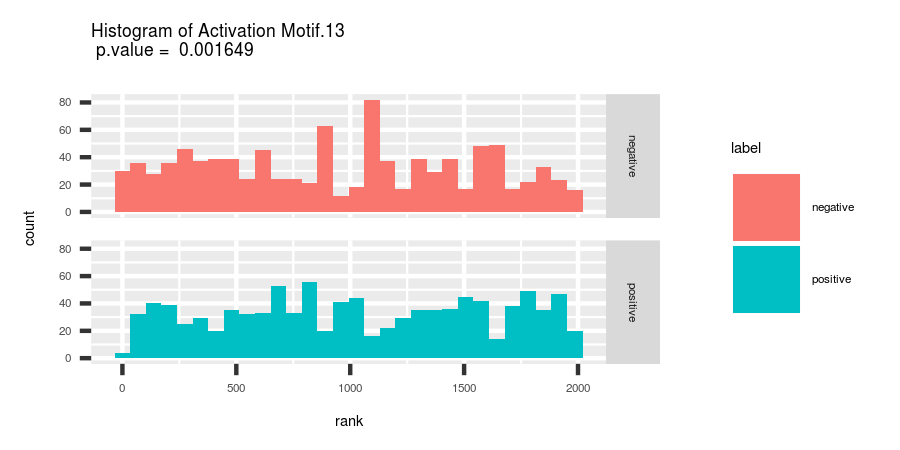 Histogram of Activation Motif.13
p.value = 0.001649
count
80
60
40
20
0
negative
80
60
40
20
0
positive
0 500 1000 1500 2000
rank
label
negative
positive